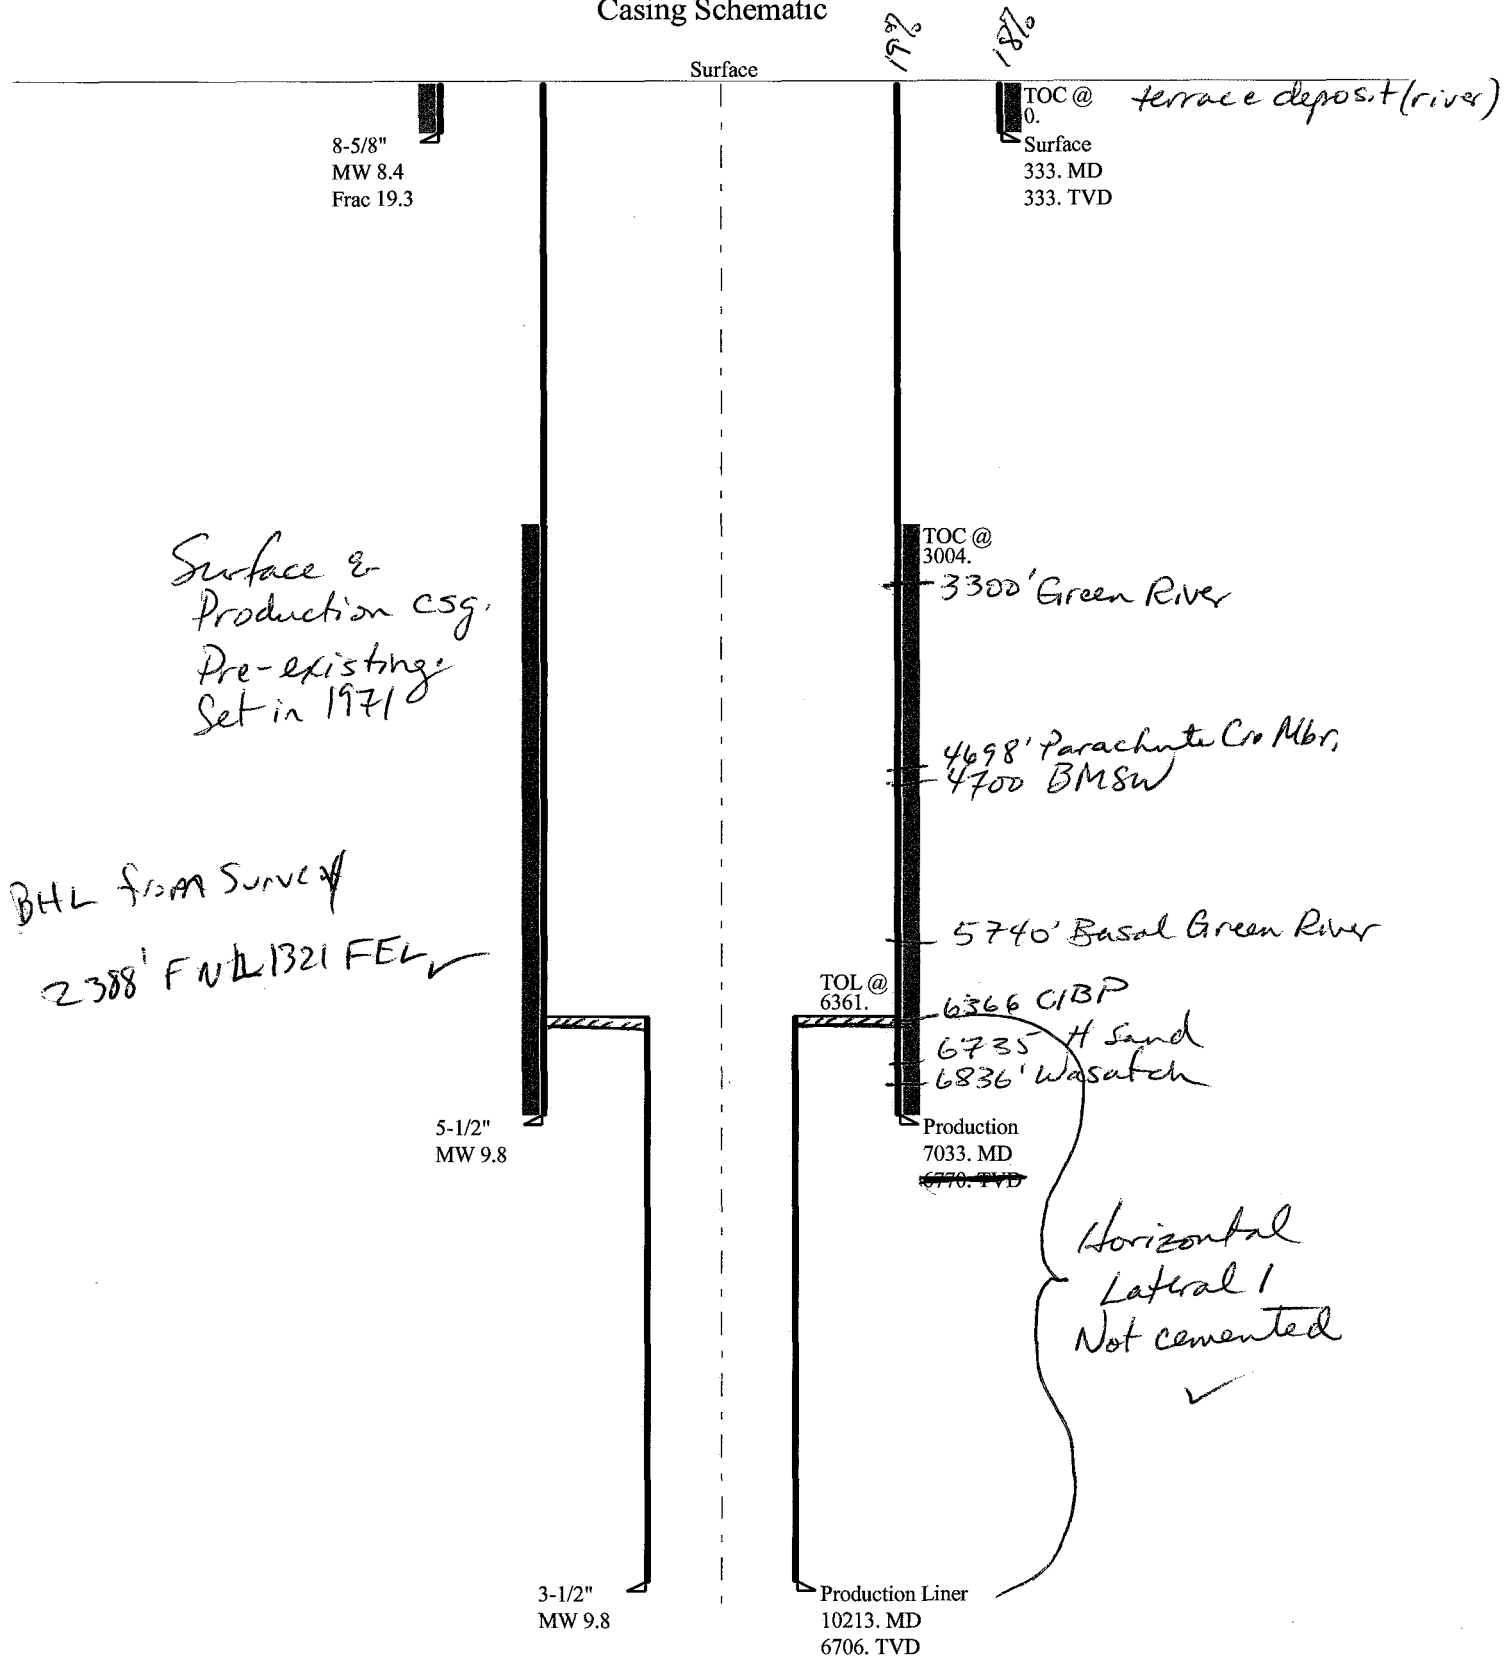 Casing Schematic
19%
18%
Surface
TOC @
0.
terrace deposit (river)
8-5/8"
MW 8.4
Frac 19.3
Surface
333. MD
333. TVD
TOC @
3004.
3300' Green River
Surface &
Production csg.
Pre-existing.
Set in 1971
4698' Parachute Cr. Mbr.
4700 BMSW
BHL from Survey
2388' FNL 1321 FEL ✓
5740' Basal Green River
TOL @
6361.
6366 CIBP
6735 H Sand
6836' Wasatch
5-1/2"
MW 9.8
Production
7033. MD
6770. TVD
Horizontal
Lateral 1
Not cemented
✓
3-1/2"
MW 9.8
Production Liner
10213. MD
6706. TVD